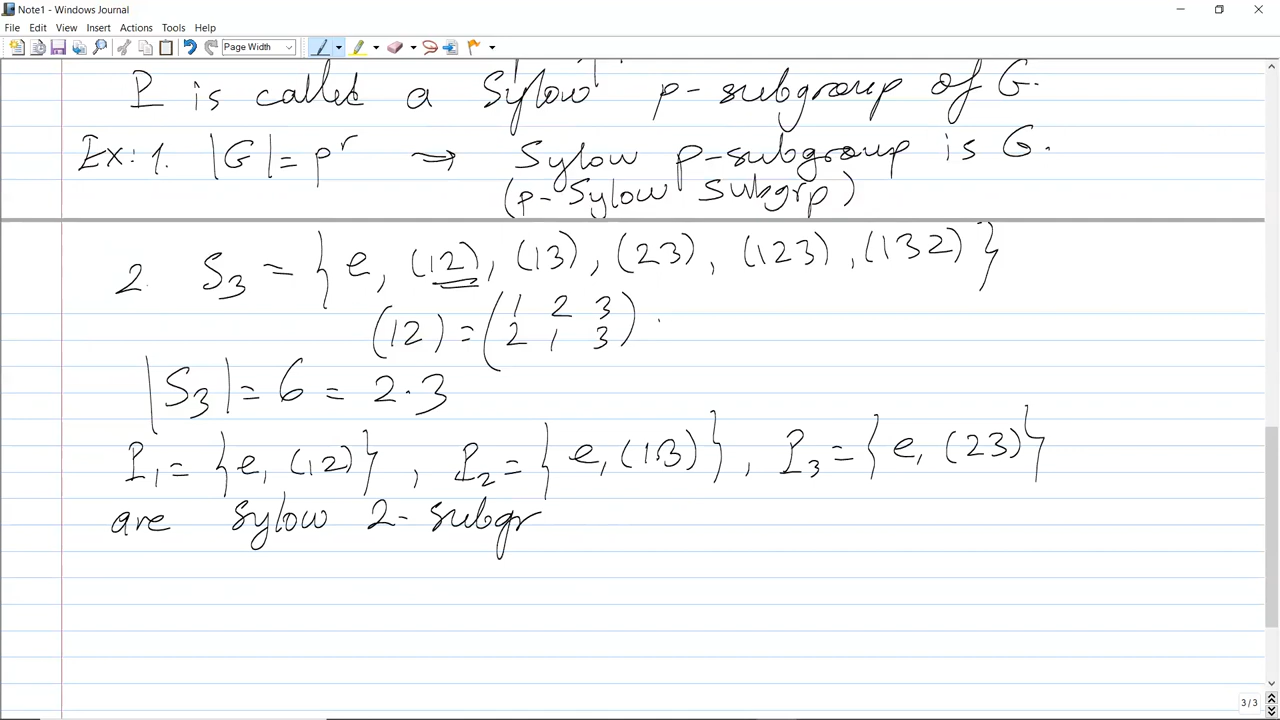 Note1 - Windows Journal
File Edit View Insert Actions Tools Help
Page Width
P is called a Sylow p-subgroup of G.
Ex: 1. |G| = p^r ⇒ Sylow p-subgroup is G.
(p-Sylow Subgrp)
2. S_3 = {e, (12), (13), (23), (123), (132)}
(12) = (1 2 3
2 1 3)
|S_3| = 6 = 2·3
P_1 = {e, (12)}, P_2 = {e, (13)}, P_3 = {e, (23)}
are Sylow 2-subgr
3/3